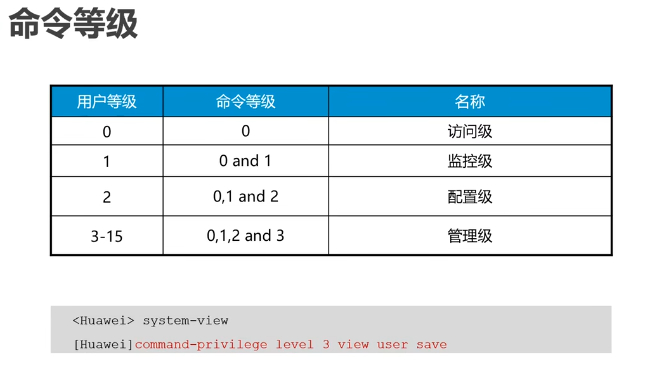 命令等级
用户等级 命令等级 名称
0 0 访问级
1 0 and 1 监控级
2 0,1 and 2 配置级
3-15 0,1,2 and 3 管理级
<Huawei> system-view
[Huawei]command-privilege level 3 view user save